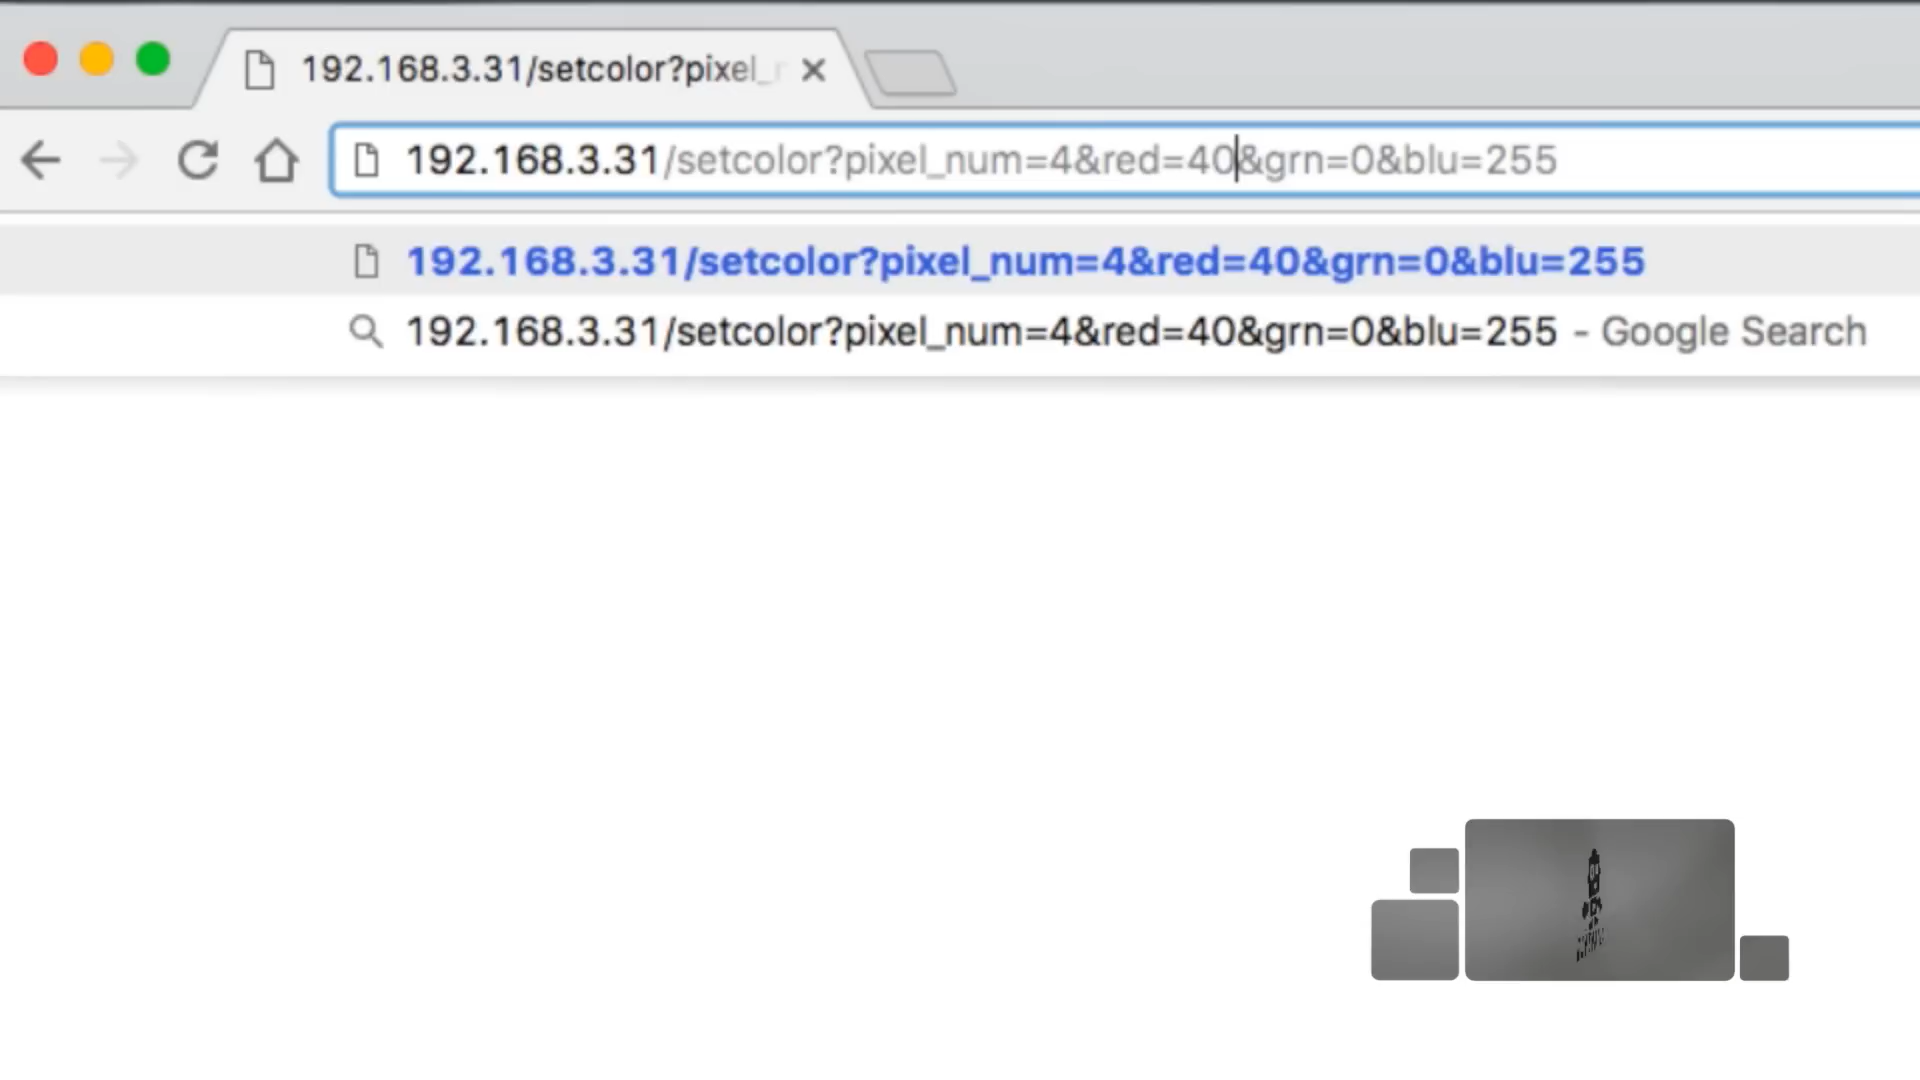 192.168.3.31/setcolor?pixel_
192.168.3.31/setcolor?pixel_num=4&red=40&grn=0&blu=255
192.168.3.31/setcolor?pixel_num=4&red=40&grn=0&blu=255
192.168.3.31/setcolor?pixel_num=4&red=40&grn=0&blu=255 - Google Search